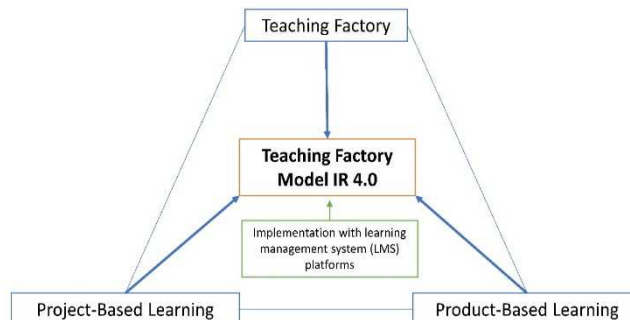 Teaching Factory
Teaching Factory
Model IR 4.0
Implementation with learning
management system (LMS)
platforms
Project-Based Learning
Product-Based Learning